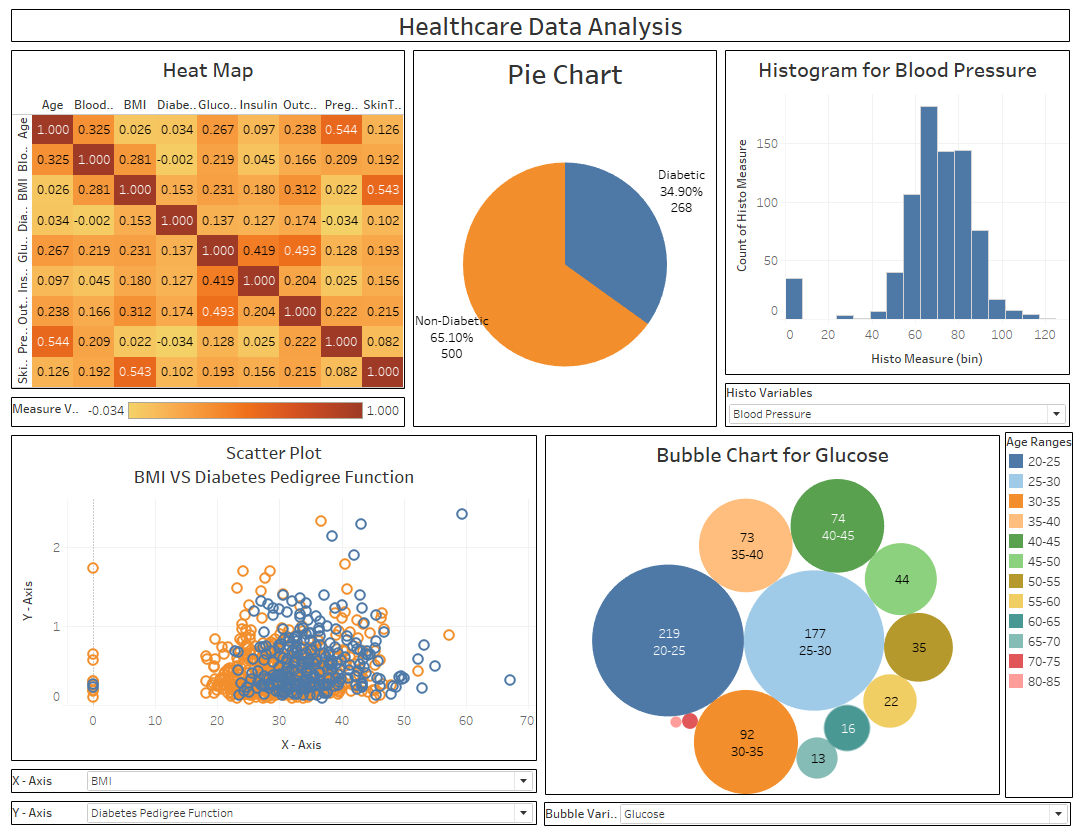 Healthcare Data Analysis
Heat Map
Age Blood.. BMI Diabe.. Gluco.. Insulin Outc.. Preg.. SkinT..
Age 1.000 0.325 0.026 0.034 0.267 0.097 0.238 0.544 0.126
Blo.. 0.325 1.000 0.281 -0.002 0.219 0.045 0.166 0.209 0.192
BMI 0.026 0.281 1.000 0.153 0.231 0.180 0.312 0.022 0.543
Dia.. 0.034 -0.002 0.153 1.000 0.137 0.127 0.174 -0.034 0.102
Glu.. 0.267 0.219 0.231 0.137 1.000 0.419 0.493 0.128 0.193
Ins.. 0.097 0.045 0.180 0.127 0.419 1.000 0.204 0.025 0.156
Out.. 0.238 0.166 0.312 0.174 0.493 0.204 1.000 0.222 0.215
Pre.. 0.544 0.209 0.022 -0.034 0.128 0.025 0.222 1.000 0.082
Ski.. 0.126 0.192 0.543 0.102 0.193 0.156 0.215 0.082 1.000
Measure V.. -0.034 1.000
Pie Chart
Diabetic
34.90%
268
Non-Diabetic
65.10%
500
Histogram for Blood Pressure
Count of Histo Measure
150
100
50
0
0 20 40 60 80 100 120
Histo Measure (bin)
Histo Variables
Blood Pressure
Scatter Plot
BMI VS Diabetes Pedigree Function
Y - Axis
2
1
0
0 10 20 30 40 50 60 70
X - Axis
X - Axis BMI
Y - Axis Diabetes Pedigree Function
Bubble Chart for Glucose
74
40-45
73
35-40
44
219
20-25
177
25-30
35
22
16
92
30-35
13
Bubble Vari.. Glucose
Age Ranges
20-25
25-30
30-35
35-40
40-45
45-50
50-55
55-60
60-65
65-70
70-75
80-85